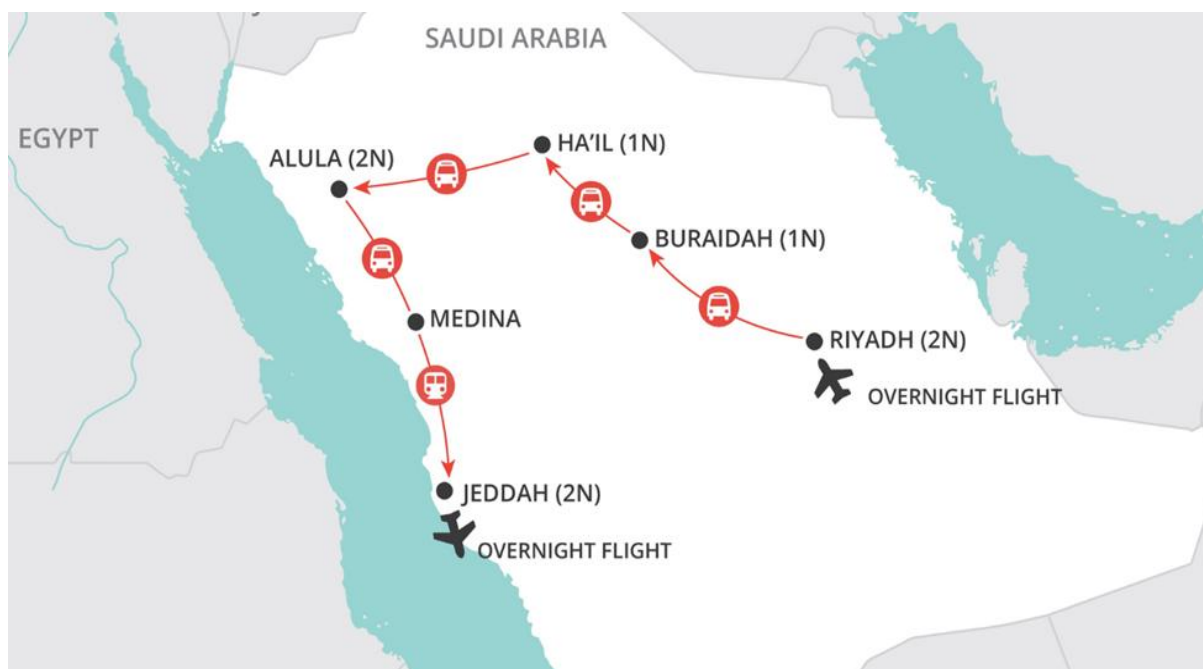 SAUDI ARABIA
EGYPT
HA’IL (1N)
ALULA (2N)
BURAIDAH (1N)
MEDINA
RIYADH (2N)
OVERNIGHT FLIGHT
JEDDAH (2N)
OVERNIGHT FLIGHT